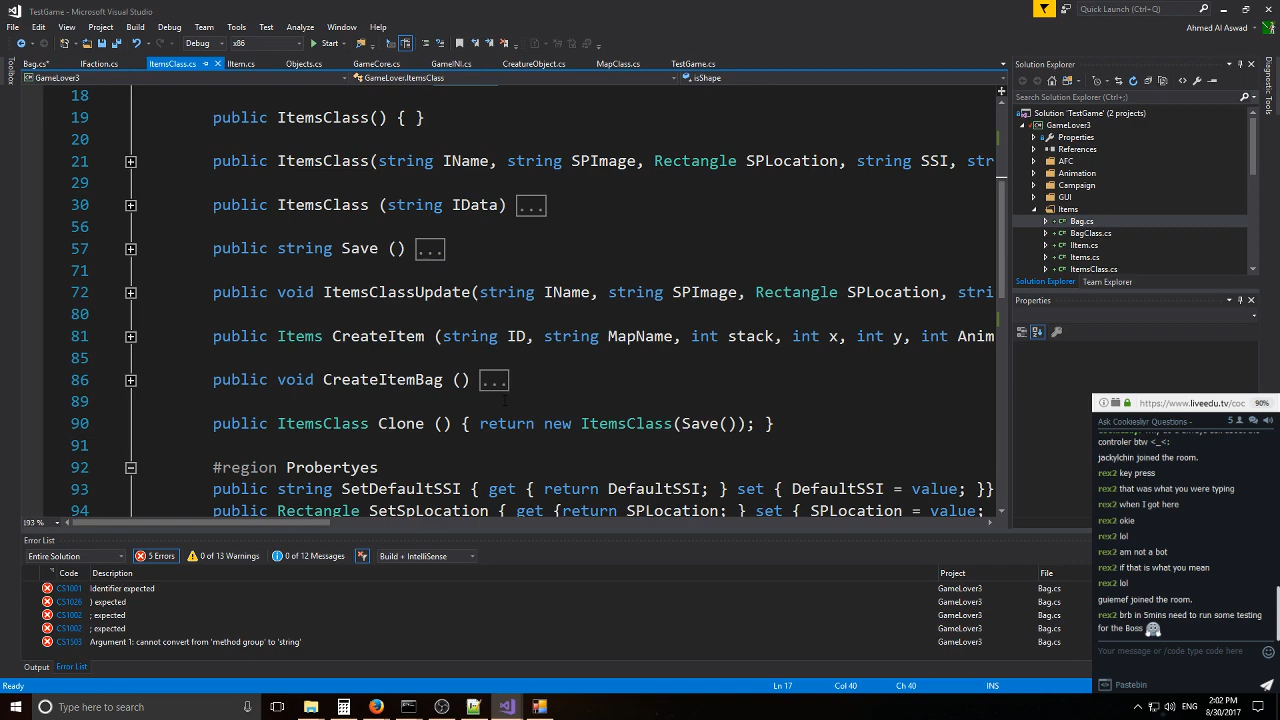 TestGame - Microsoft Visual Studio
Quick Launch (Ctrl+Q)
File Edit View Project Build Debug Team Tools Test Analyze Window Help
Ahmed Al Aswad
Debug x86 Start
Toolbox
Bag.cs* IFaction.cs ItemsClass.cs IItem.cs Objects.cs GameCore.cs GameINI.cs CreatureObject.cs MapClass.cs TestGame.cs
GameLover3 GameLover.ItemsClass isShape
18
19 public ItemsClass() { }
20
21 public ItemsClass(string IName, string SPImage, Rectangle SPLocation, string SSI, str
29
30 public ItemsClass (string IData) ...
56
57 public string Save () ...
71
72 public void ItemsClassUpdate(string IName, string SPImage, Rectangle SPLocation, stri
80
81 public Items CreateItem (string ID, string MapName, int stack, int x, int y, int Anim
85
86 public void CreateItemBag () ...
89
90 public ItemsClass Clone () { return new ItemsClass(Save()); }
91
92 #region Probertyes
93 public string SetDefaultSSI { get { return DefaultSSI; } set { DefaultSSI = value; }}
94 public Rectangle SetSpLocation { get {return SPLocation; } set { SPLocation = value;
193 %
Solution Explorer
Search Solution Explorer (Ctrl+;)
Solution 'TestGame' (2 projects)
GameLover3
Properties
References
AFC
Animation
Campaign
GUI
Items
Bag.cs
BagClass.cs
IItem.cs
Items.cs
ItemsClass.cs
Solution Explorer Team Explorer
Properties
Diagnostic Tools
Error List
Entire Solution 5 Errors 0 of 13 Warnings 0 of 12 Messages Build + IntelliSense
Code Description Project File
CS1001 Identifier expected GameLover3 Bag.cs
CS1026 ) expected GameLover3 Bag.cs
CS1002 ; expected GameLover3 Bag.cs
CS1002 ; expected GameLover3 Bag.cs
CS1503 Argument 1: cannot convert from 'method group' to 'string' GameLover3 Bag.cs
Output Error List
Ready Ln 17 Col 40 Ch 40 INS
https://www.liveedu.tv/coc 90%
Ask Cookieslyr Questions - 5
controler btw <_<:
jackylchin joined the room.
rex2 key press
rex2 that was what you were typing
rex2 when I got here
rex2 okie
rex2 lol
rex2 am not a bot
rex2 if that is what you mean
rex2 lol
guiemef joined the room.
rex2 brb in 5mins need to run some testing
for the Boss
Your message or /code type code here
Pastebin
Type here to search
ENG
2:02 PM
8/30/2017